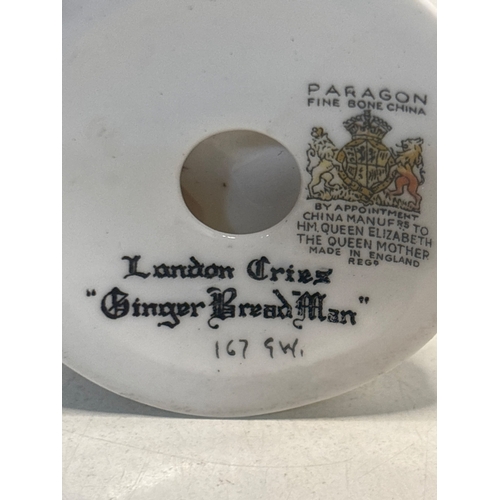 PARAGON
FINE BONE CHINA
BY APPOINTMENT
CHINA MANUFRS TO
H.M. QUEEN ELIZABETH
THE QUEEN MOTHER
MADE IN ENGLAND
REGD
London Cries
"Ginger Bread Man"
167 G.W.